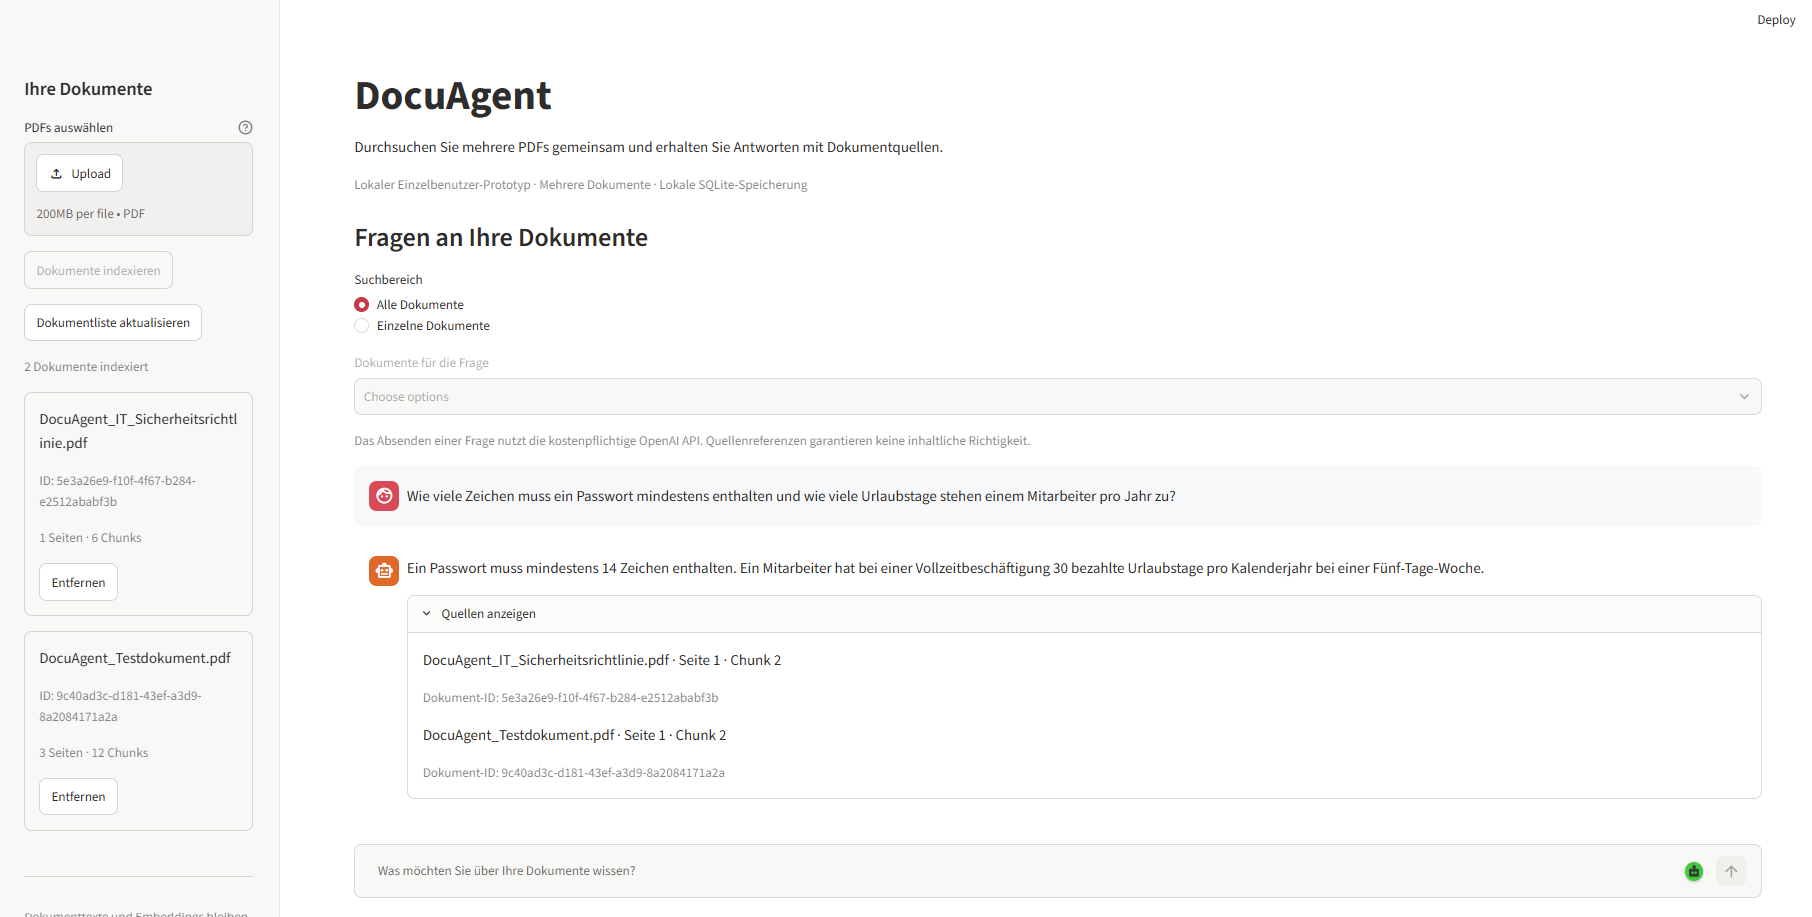 Deploy
Ihre Dokumente
PDFs auswählen
Upload
200MB per file • PDF
Dokumente indexieren
Dokumentliste aktualisieren
2 Dokumente indexiert
DocuAgent_IT_Sicherheitsrichtl
inie.pdf
ID: 5e3a26e9-f10f-4f67-b284-
e2512ababf3b
1 Seiten · 6 Chunks
Entfernen
DocuAgent_Testdokument.pdf
ID: 9c40ad3c-d181-43ef-a3d9-
8a2084171a2a
3 Seiten · 12 Chunks
Entfernen
Dokumenttexte und Embeddings bleiben
DocuAgent
Durchsuchen Sie mehrere PDFs gemeinsam und erhalten Sie Antworten mit Dokumentquellen.
Lokaler Einzelbenutzer-Prototyp · Mehrere Dokumente · Lokale SQLite-Speicherung
Fragen an Ihre Dokumente
Suchbereich
Alle Dokumente
Einzelne Dokumente
Dokumente für die Frage
Choose options
Das Absenden einer Frage nutzt die kostenpflichtige OpenAI API. Quellenreferenzen garantieren keine inhaltliche Richtigkeit.
Wie viele Zeichen muss ein Passwort mindestens enthalten und wie viele Urlaubstage stehen einem Mitarbeiter pro Jahr zu?
Ein Passwort muss mindestens 14 Zeichen enthalten. Ein Mitarbeiter hat bei einer Vollzeitbeschäftigung 30 bezahlte Urlaubstage pro Kalenderjahr bei einer Fünf-Tage-Woche.
Quellen anzeigen
DocuAgent_IT_Sicherheitsrichtlinie.pdf · Seite 1 · Chunk 2
Dokument-ID: 5e3a26e9-f10f-4f67-b284-e2512ababf3b
DocuAgent_Testdokument.pdf · Seite 1 · Chunk 2
Dokument-ID: 9c40ad3c-d181-43ef-a3d9-8a2084171a2a
Was möchten Sie über Ihre Dokumente wissen?